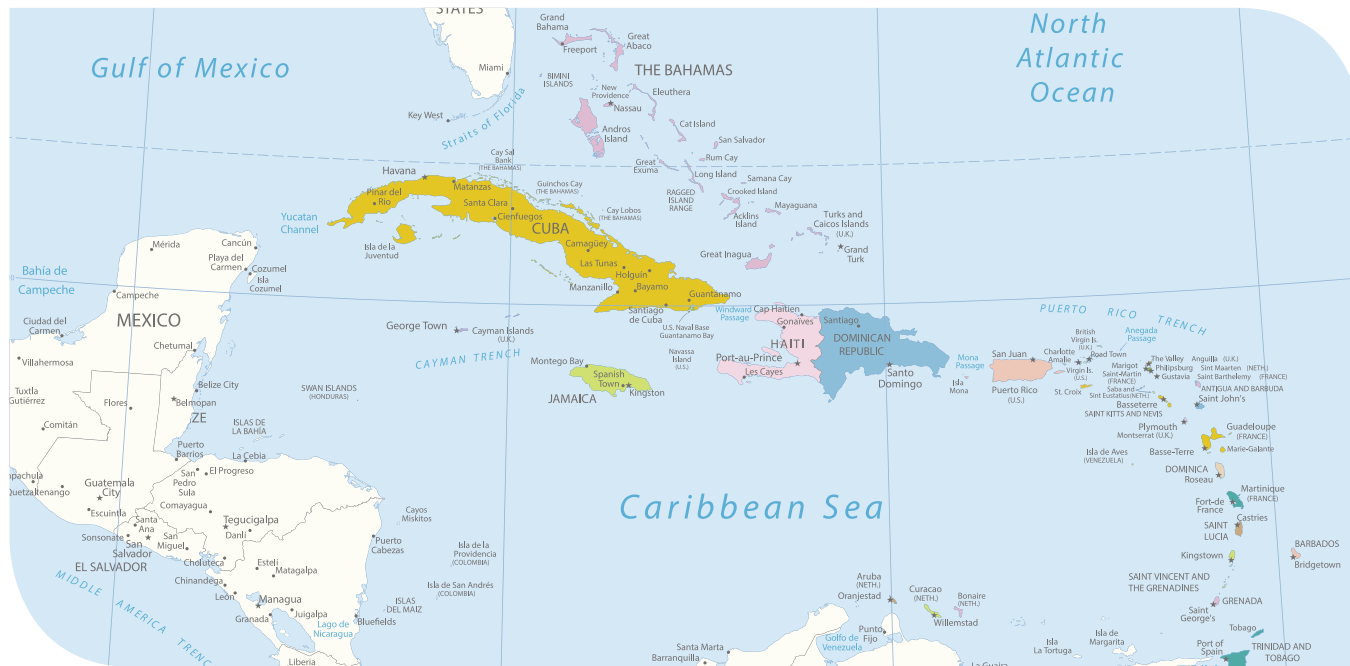 STATES
Gulf of Mexico
North
Atlantic
Ocean
Grand
Bahama
Freeport
Great
Abaco
THE BAHAMAS
Miami
BIMINI
ISLANDS
New
Providence
Nassau
Eleuthera
Key West
Straits of Florida
Andros
Island
Cat Island
San Salvador
Cay Sal
Bank
(THE BAHAMAS)
Great
Exuma
Rum Cay
Long Island
Samana Cay
Havana
Matanzas
Pinar del
Rio
Guinchos Cay
(THE BAHAMAS)
RAGGED
ISLAND
RANGE
Crooked Island
Mayaguana
Acklins
Island
Turks and
Caicos Islands
(U.K.)
Grand
Turk
Santa Clara
Cienfuegos
Cay Lobos
(THE BAHAMAS)
CUBA
Yucatan
Channel
Isla de la
Juventud
Camagüey
Las Tunas
Holguin
Great Inagua
Manzanillo
Bayamo
Guantánamo
Santiago
de Cuba
U.S. Naval Base
Guantanamo Bay
Windward
Passage
Mérida
Cancún
Playa del
Carmen
Cozumel
Isla
Cozumel
Bahía de
Campeche
Campeche
Ciudad del
Carmen
MEXICO
Chetumal
Villahermosa
Tuxtla
Gutiérrez
Comitán
Flores
Belize City
Belmopan
ZE
George Town
Cayman Islands
(U.K.)
CAYMAN TRENCH
SWAN ISLANDS
(HONDURAS)
Montego Bay
Spanish
Town
Kingston
JAMAICA
Navassa
Island
(U.S.)
Cap Haïtien
Gonaïves
HAITI
Port-au-Prince
Les Cayes
Santiago
DOMINICAN
REPUBLIC
Santo
Domingo
Mona
Passage
Isla
Mona
PUERTO RICO TRENCH
San Juan
Puerto Rico
(U.S.)
British
Virgin Is.
(U.K.)
Anegada
Passage
Charlotte
Amalie
Road Town
Virgin Is.
(U.S.)
St. Croix
The Valley
Anguilla (U.K.)
Marigot
Philipsburg
Sint Maarten (NETH.)
Saint-Martin
(FRANCE)
Gustavia
Saint Barthelemy (FRANCE)
Saba and
Sint Eustatius(NETH.)
ANTIGUA AND BARBUDA
Saint John's
Basseterre
SAINT KITTS AND NEVIS
Plymouth
Montserrat (U.K.)
Guadeloupe
(FRANCE)
Basse-Terre
Marie-Galante
Isla de Aves
(VENEZUELA)
DOMINICA
Roseau
Martinique
(FRANCE)
Fort-de
France
Castries
SAINT
LUCIA
Kingstown
BARBADOS
Bridgetown
SAINT VINCENT AND
THE GRENADINES
GRENADA
Saint
George's
Tobago
Port of
Spain
TRINIDAD AND
TOBAGO
Caribbean Sea
ISLAS DE
LA BAHÍA
Puerto
Barrios
La Cebia
San
Pedro
Sula
El Progreso
Comayagua
Tegucigalpa
Danlí
apachula
Quetzaltenango
Guatemala
City
Escuintla
Santa
Ana
Sonsonate
San
Salvador
San
Miguel
EL SALVADOR
Choluteca
Chinandega
León
Estelí
Matagalpa
Managua
Granada
Juigalpa
Lago de
Nicaragua
Bluefields
Liberia
MIDDLE AMERICA TRENC
Puerto
Cabezas
Cayos
Miskitos
Isla de la
Providencia
(COLOMBIA)
Isla de San Andrés
(COLOMBIA)
ISLAS
DEL MAIZ
Aruba
(NETH.)
Oranjestad
Curacao
(NETH.)
Bonaire
(NETH.)
Willemstad
Punto
Fijo
Golfo de
Venezuela
Santa Marta
Barranquilla
Isla
La Tortuga
Isla de
Margarita
La Guaira